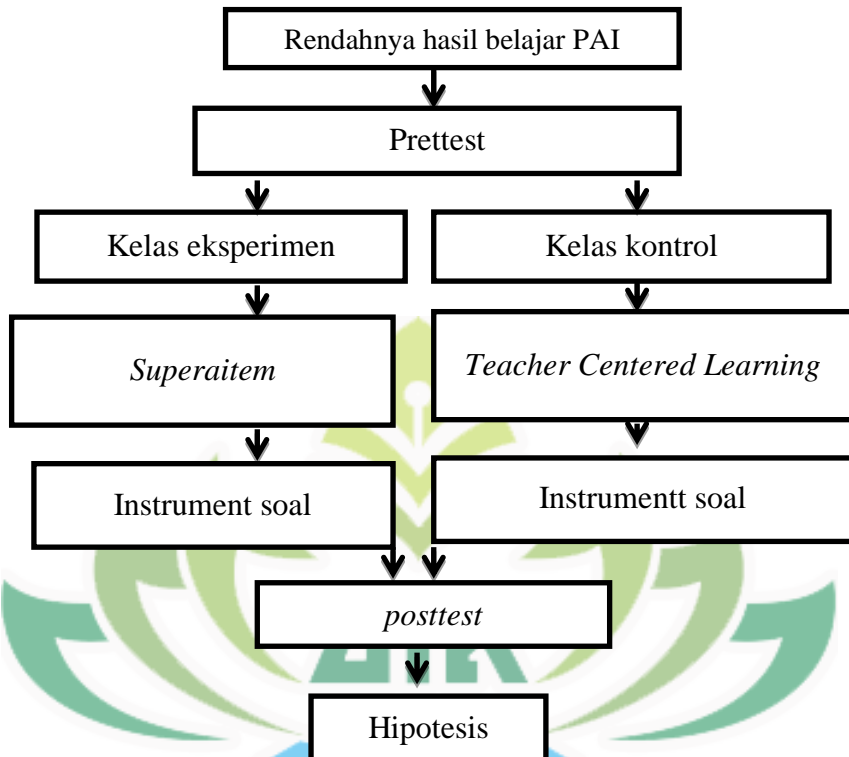 Rendahnya hasil belajar PAI
Prettest
Kelas eksperimen
Kelas kontrol
Superaitem
Teacher Centered Learning
Instrument soal
Instrumentt soal
posttest
Hipotesis